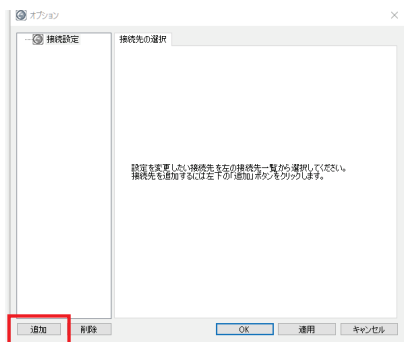 オプション
接続設定
接続先の選択
設定を変更したい接続先を左の接続先一覧から選択してください。
接続先を追加するには左下の「追加」ボタンをクリックします。
追加 削除 OK 適用 キャンセル